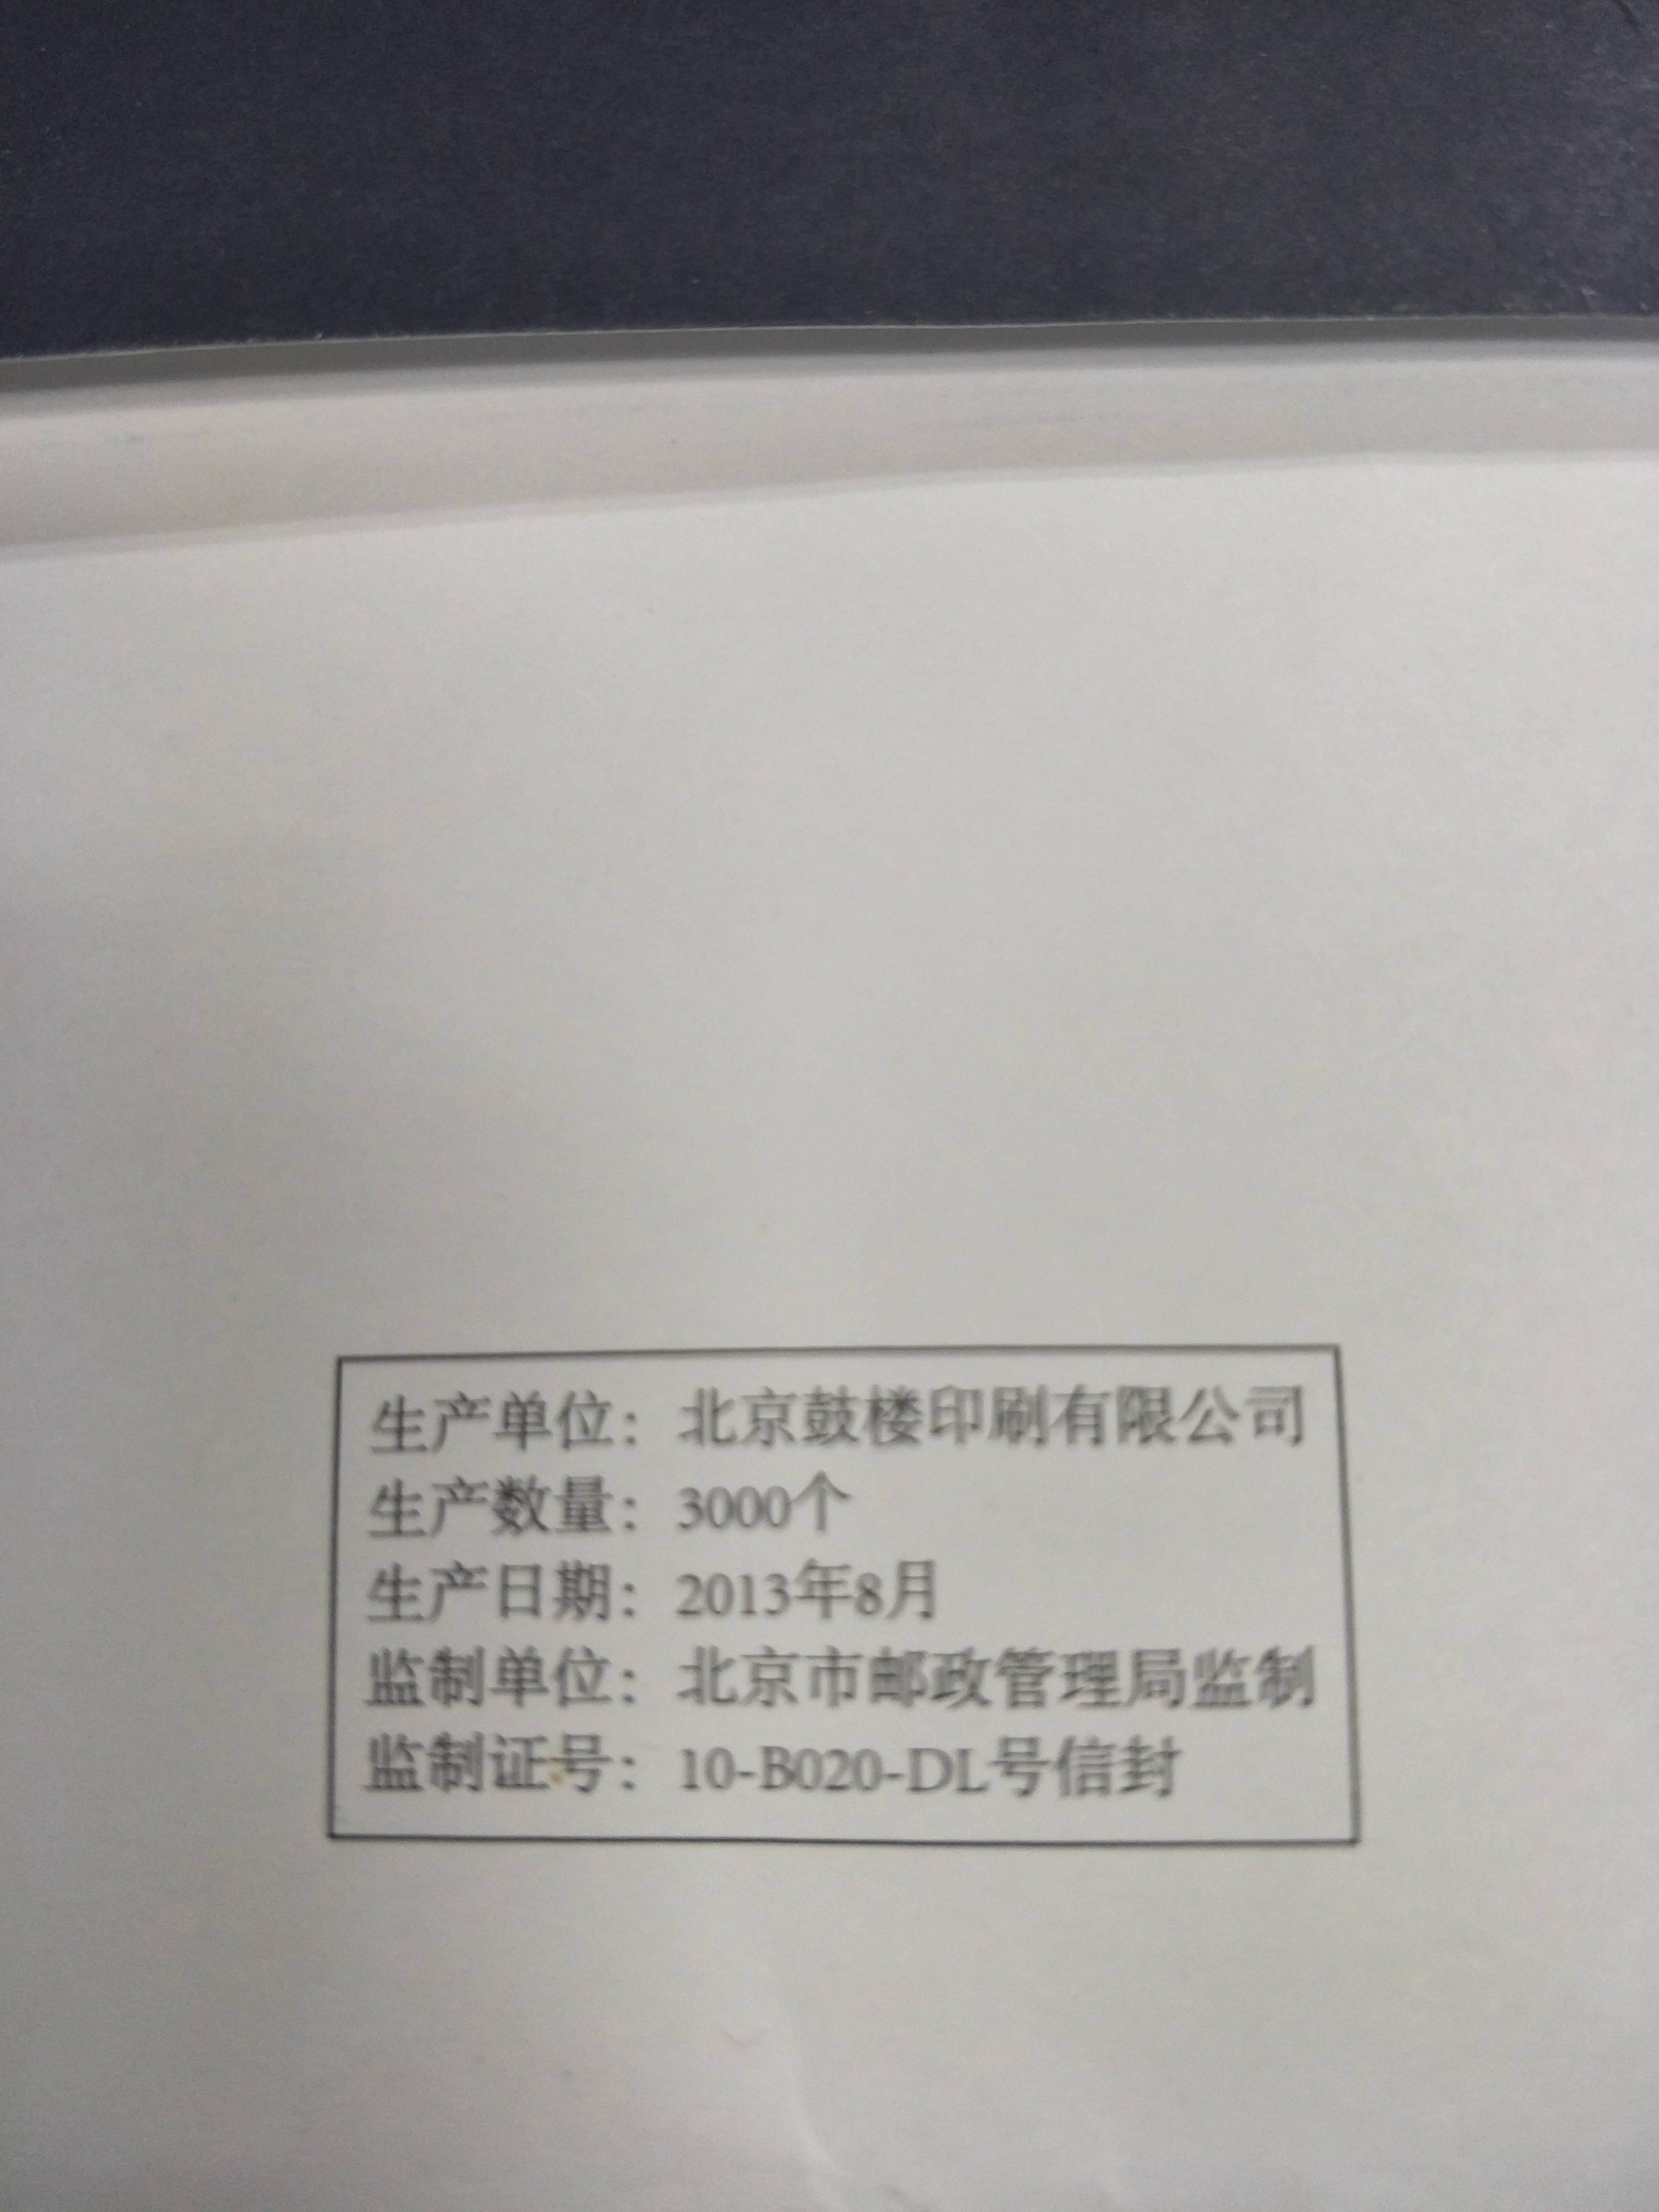 生产单位：北京鼓楼印刷有限公司
生产数量：3000个
生产日期：2013年8月
监制单位：北京市邮政管理局监制
监制证号：10-B020-DL号信封